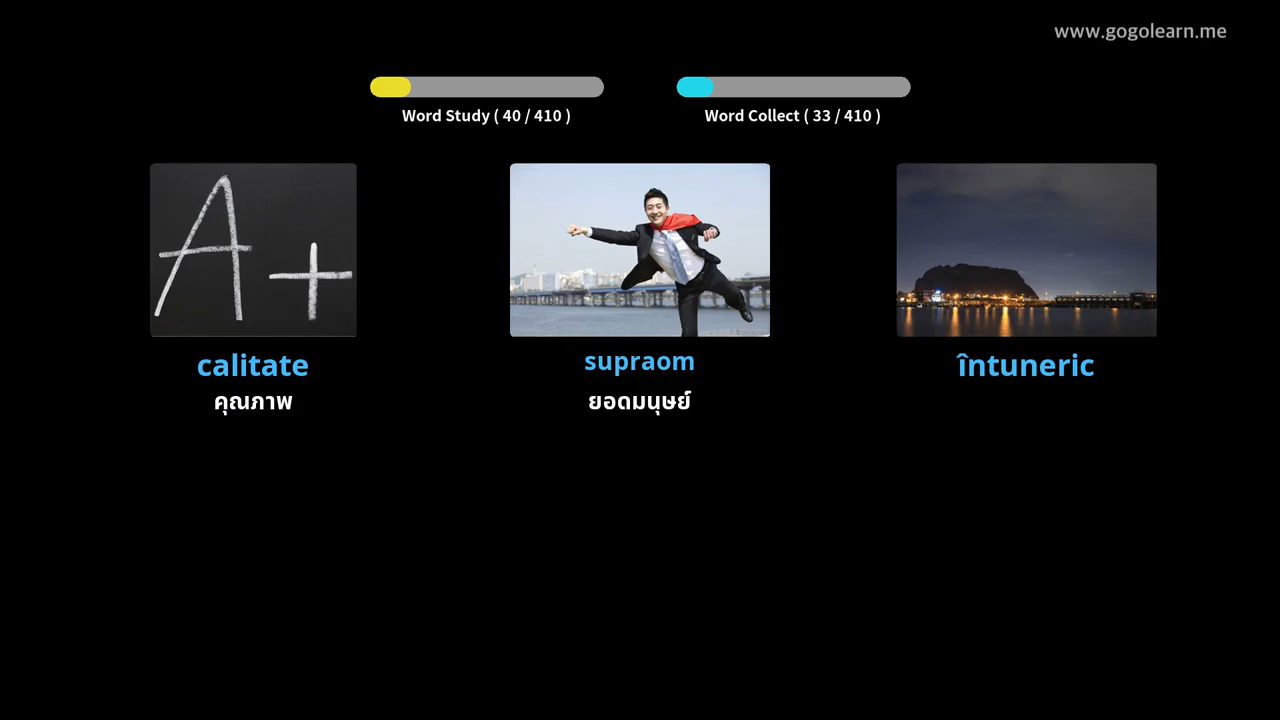 www.gogolearn.me
Word Study ( 40 / 410 )
Word Collect ( 33 / 410 )
A+
calitate
supraom
întuneric
คุณภาพ
ยอดมนุษย์